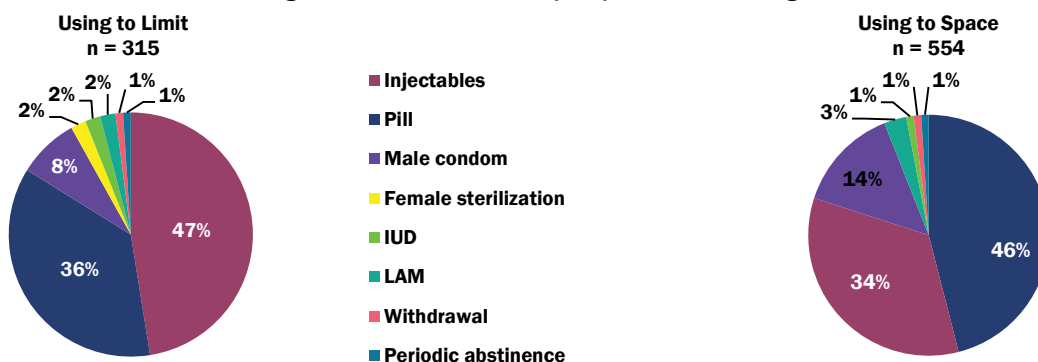 Using to Limit
n = 315
2%
2%
2%
1%
1%
8%
47%
36%
Injectables
Pill
Male condom
Female sterilization
IUD
LAM
Withdrawal
Periodic abstinence
Using to Space
n = 554
3%
1%
1%
1%
14%
46%
34%